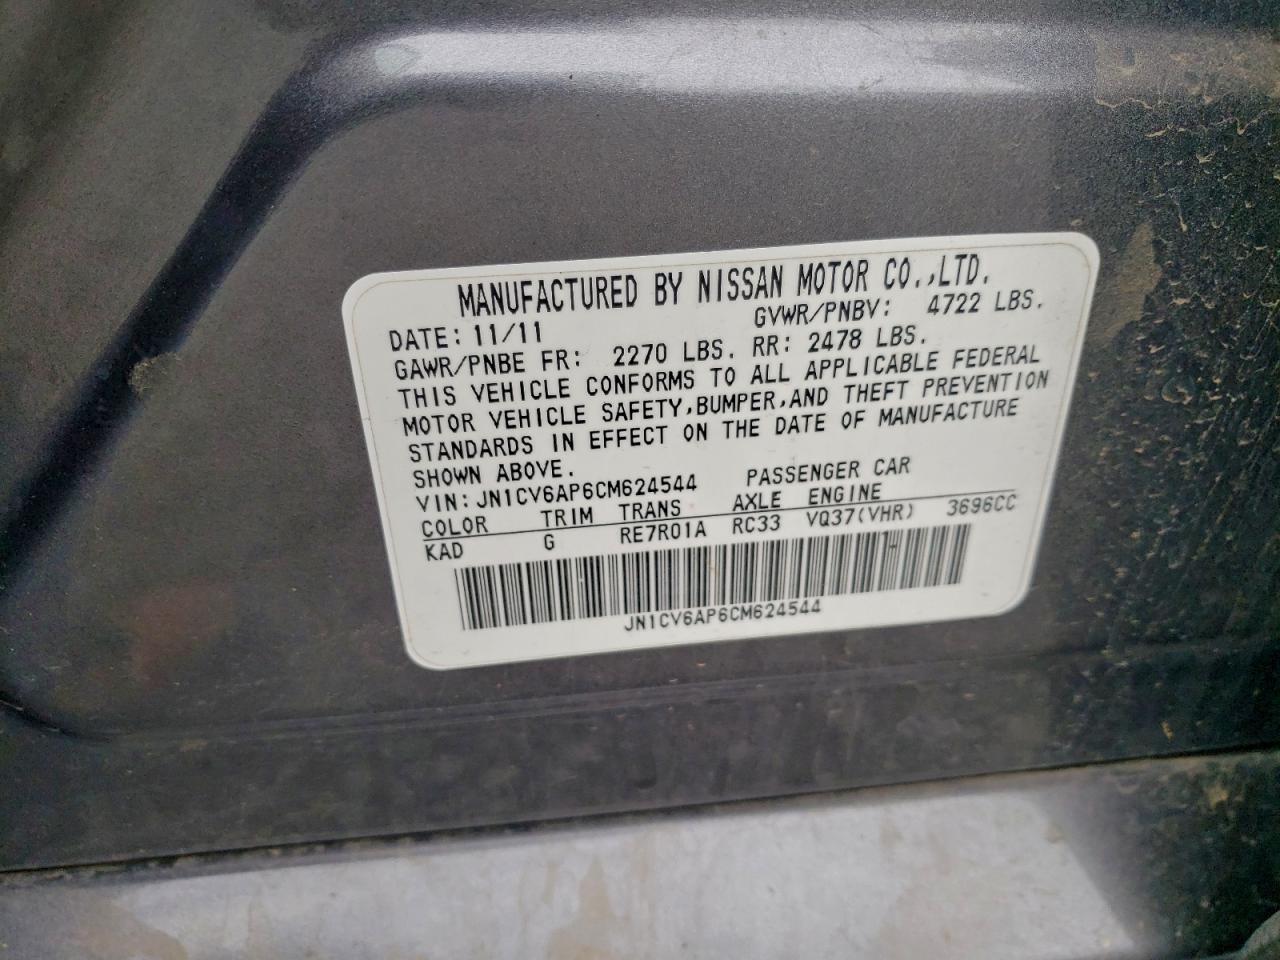 MANUFACTURED BY NISSAN MOTOR CO.,LTD.
DATE: 11/11 GVWR/PNBV: 4722 LBS.
GAWR/PNBE FR: 2270 LBS. RR: 2478 LBS.
THIS VEHICLE CONFORMS TO ALL APPLICABLE FEDERAL
MOTOR VEHICLE SAFETY,BUMPER,AND THEFT PREVENTION
STANDARDS IN EFFECT ON THE DATE OF MANUFACTURE
SHOWN ABOVE.
VIN: JN1CV6AP6CM624544 PASSENGER CAR
COLOR TRIM TRANS AXLE ENGINE
KAD G RE7R01A RC33 VQ37(VHR) 3696CC
JN1CV6AP6CM624544